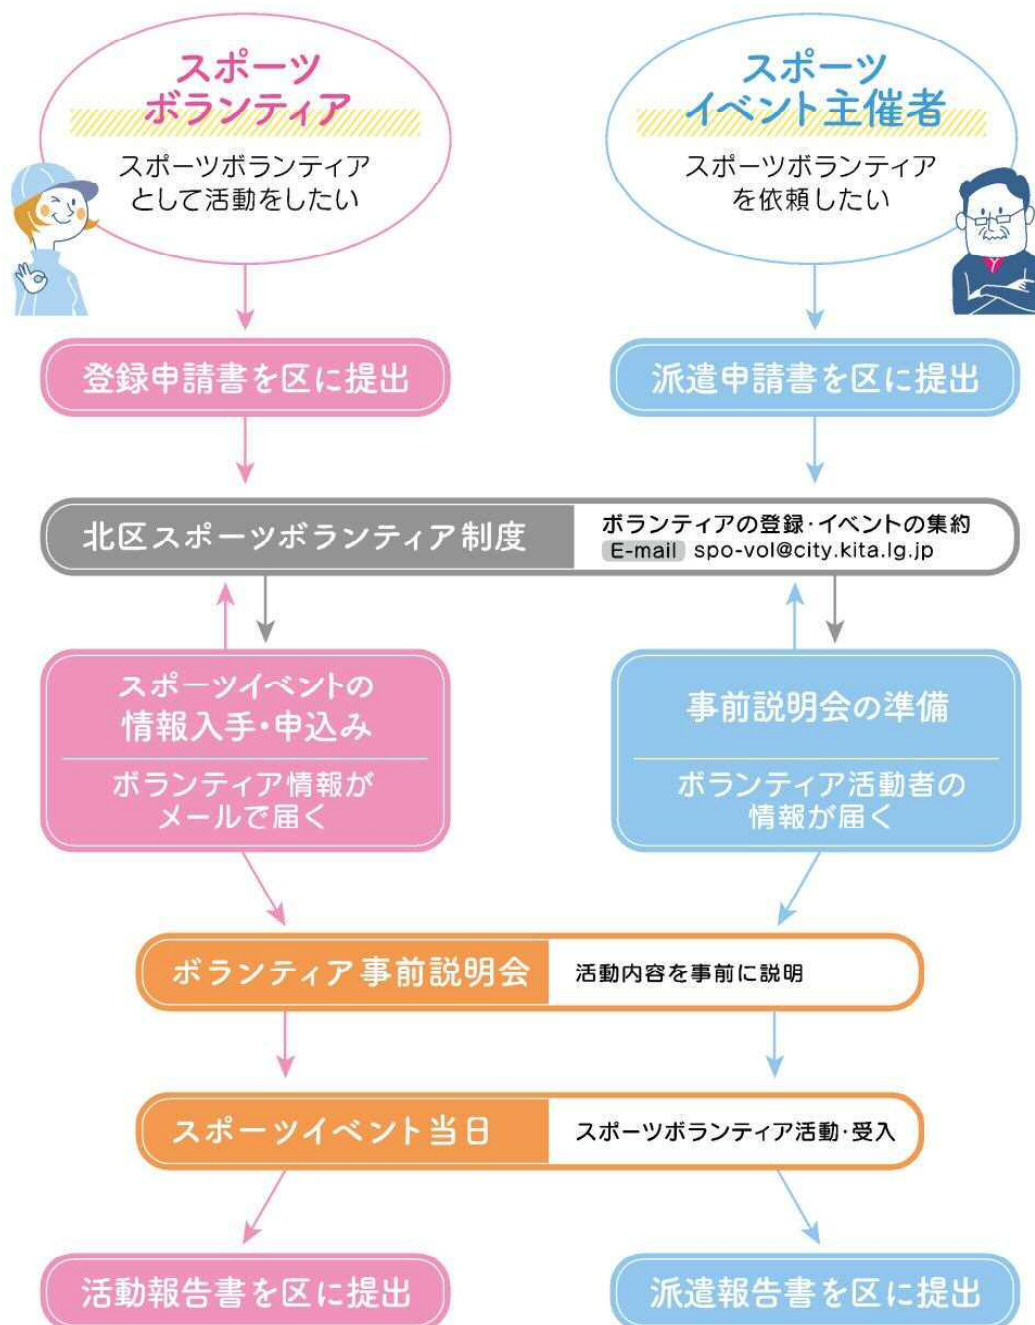 スポーツ
ボランティア
スポーツボランティア
として活動をしたい
スポーツ
イベント主催者
スポーツボランティア
を依頼したい
登録申請書を区に提出
派遣申請書を区に提出
北区スポーツボランティア制度
ボランティアの登録・イベントの集約
E-mail spo-vol@city.kita.lg.jp
スポーツイベントの
情報入手・申込み
ボランティア情報が
メールで届く
事前説明会の準備
ボランティア活動者の
情報が届く
ボランティア事前説明会
活動内容を事前に説明
スポーツイベント当日
スポーツボランティア活動・受入
活動報告書を区に提出
派遣報告書を区に提出